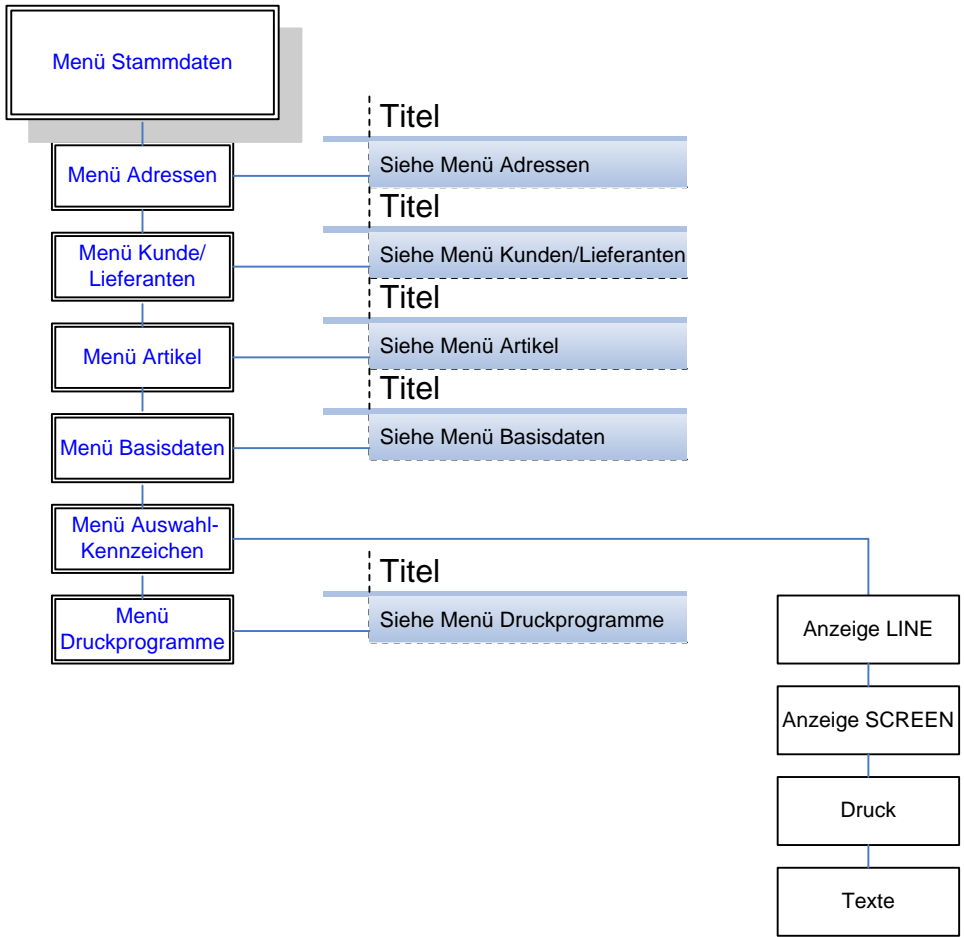 Menü Stammdaten
Titel
Menü Adressen
Siehe Menü Adressen
Titel
Menü Kunde/
Lieferanten
Siehe Menü Kunden/Lieferanten
Titel
Menü Artikel
Siehe Menü Artikel
Titel
Menü Basisdaten
Siehe Menü Basisdaten
Menü Auswahl-
Kennzeichen
Titel
Menü
Druckprogramme
Siehe Menü Druckprogramme
Anzeige LINE
Anzeige SCREEN
Druck
Texte